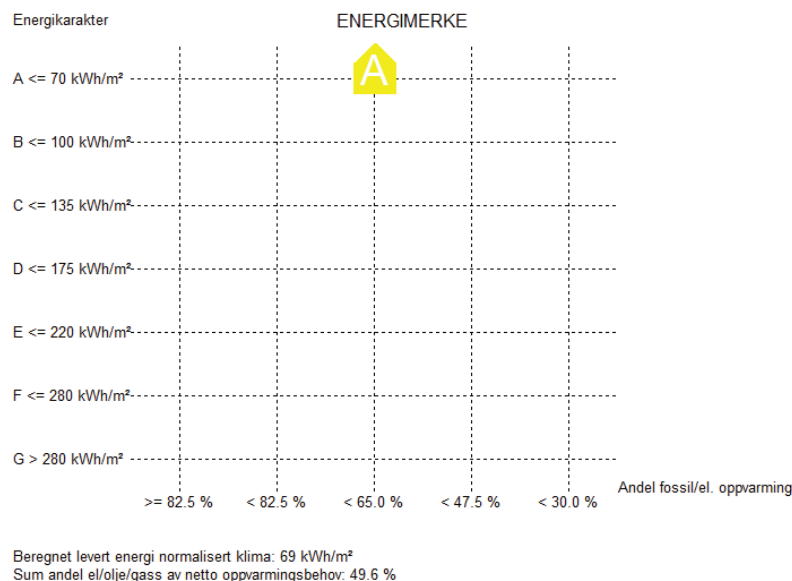 Energikarakter
ENERGIMERKE
A
A <= 70 kWh/m²
B <= 100 kWh/m²
C <= 135 kWh/m²
D <= 175 kWh/m²
E <= 220 kWh/m²
F <= 280 kWh/m²
G > 280 kWh/m²
Andel fossil/el. oppvarming
>= 82.5 % < 82.5 % < 65.0 % < 47.5 % < 30.0 %
Beregnet levert energi normalisert klima: 69 kWh/m²
Sum andel el/olje/gass av netto oppvarmingsbehov: 49.6 %